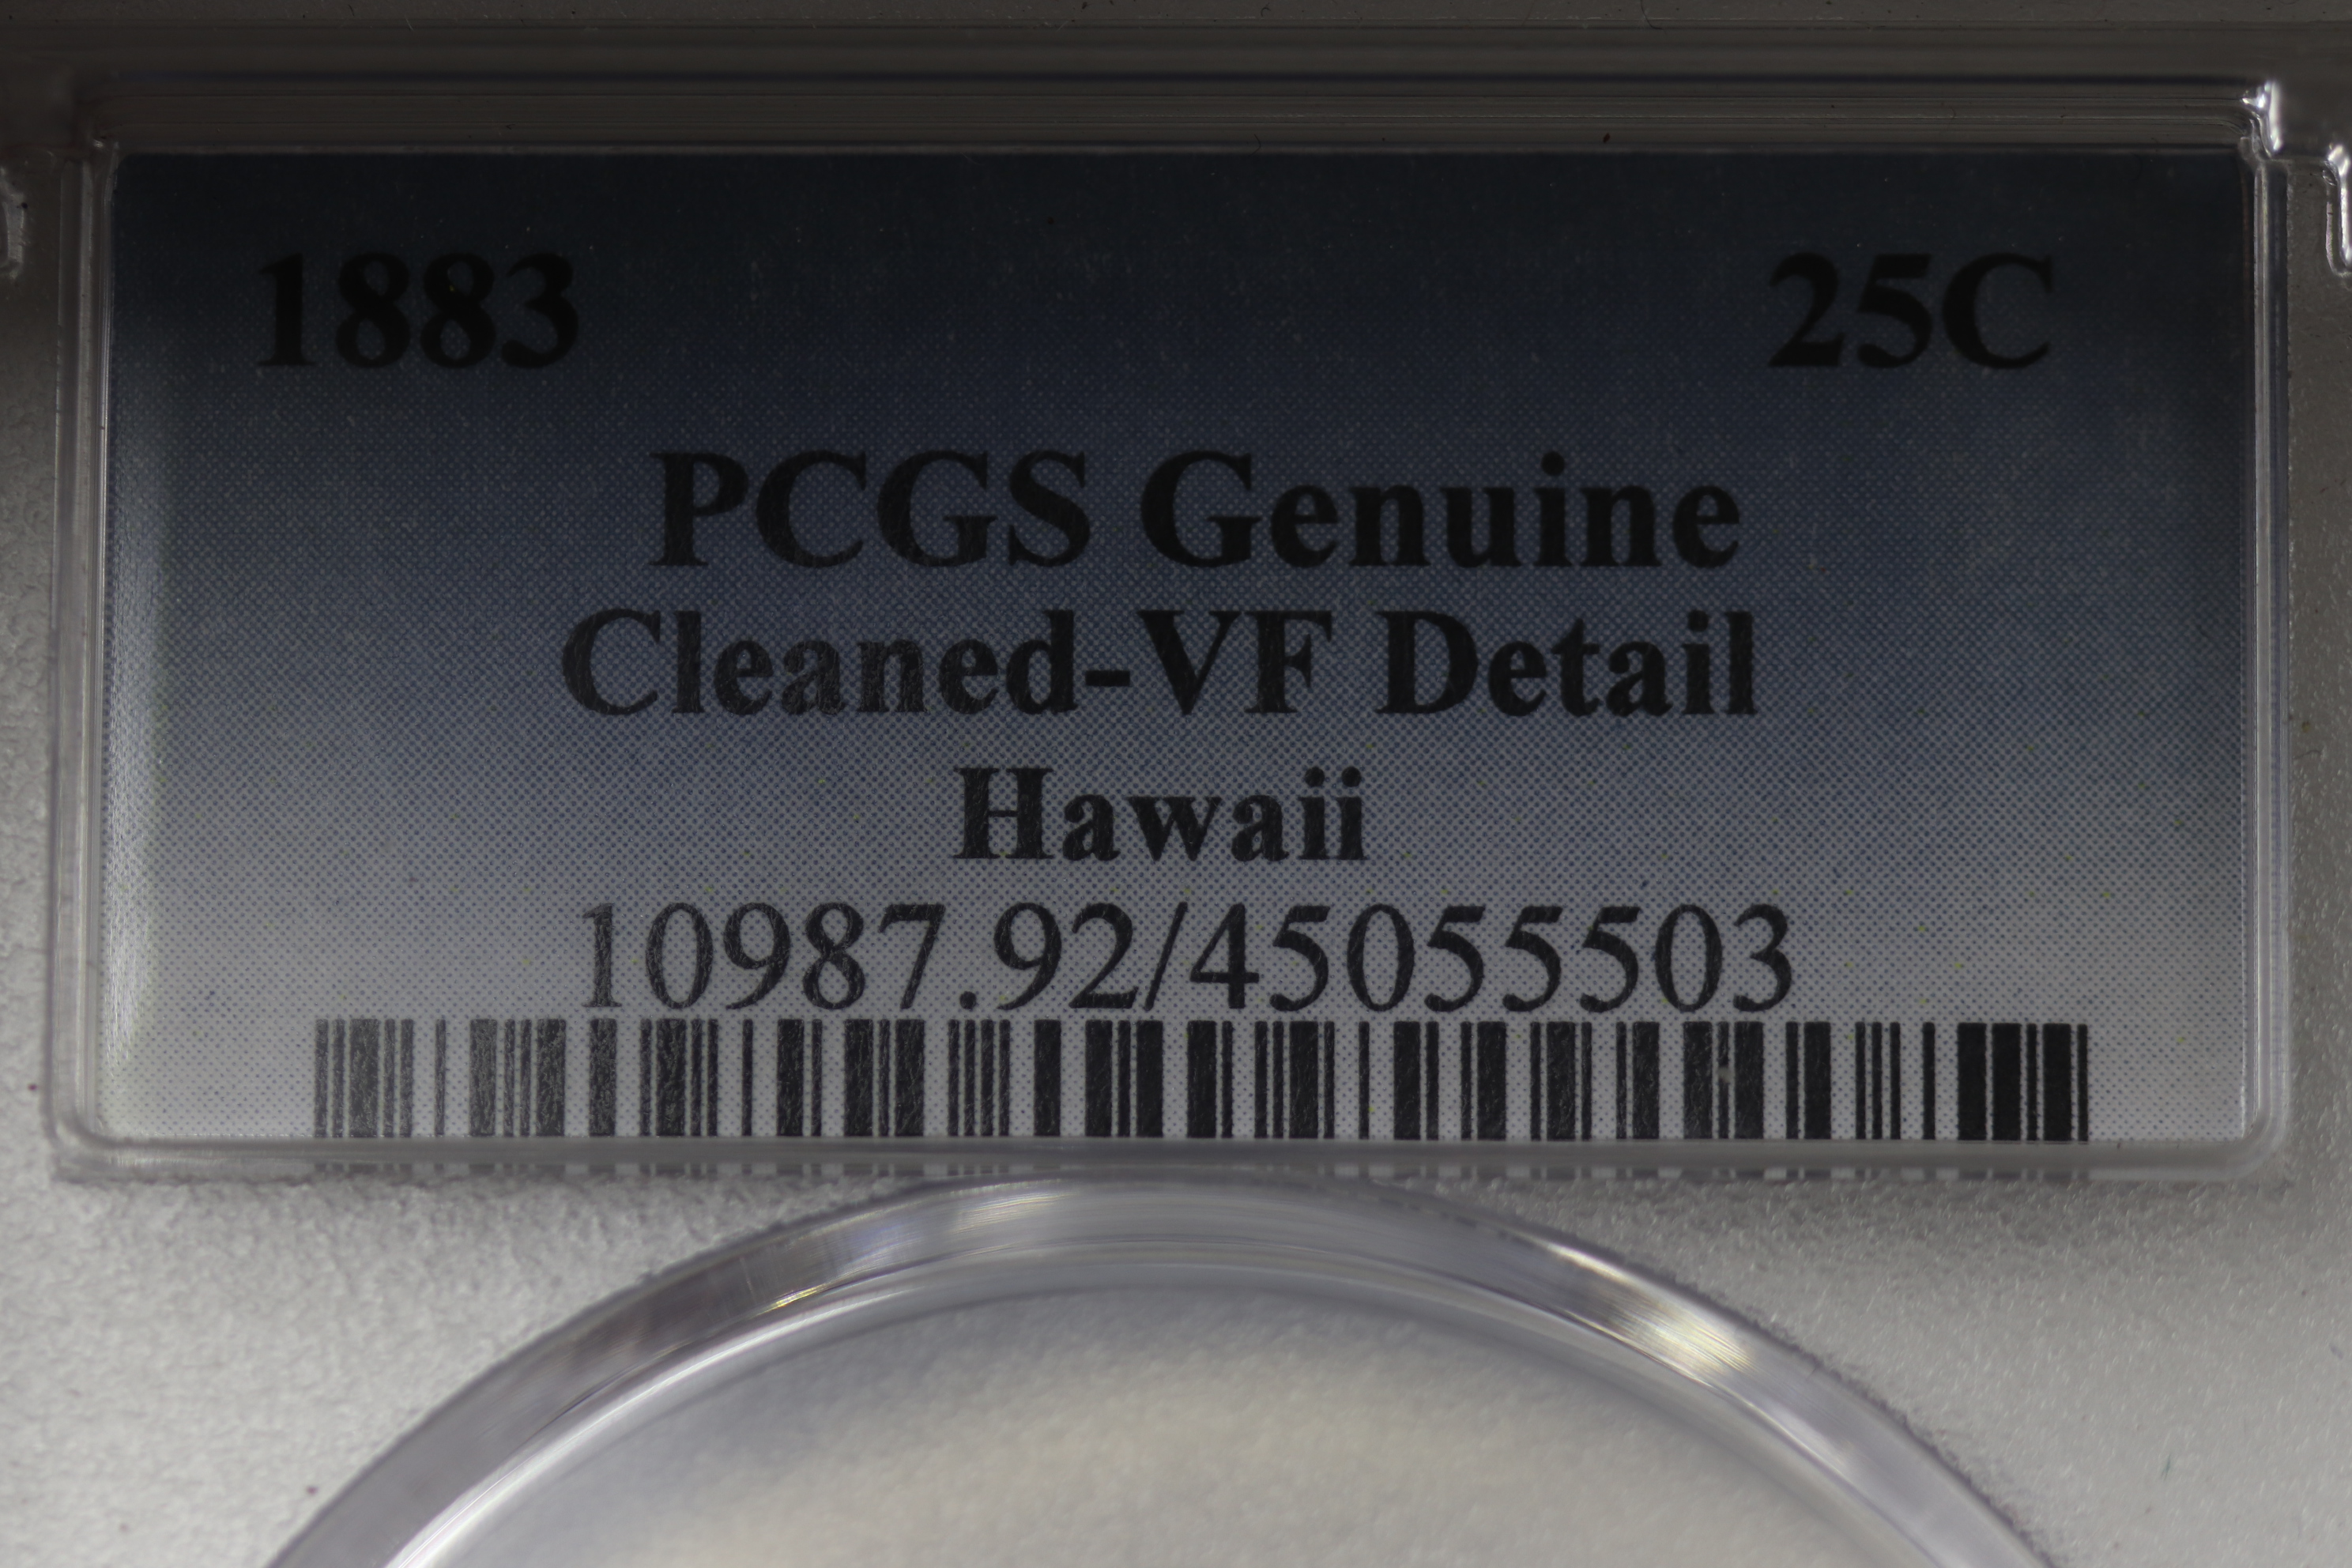 1883 25C
PCGS Genuine
Cleaned-VF Detail
Hawaii
10987.92/45055503